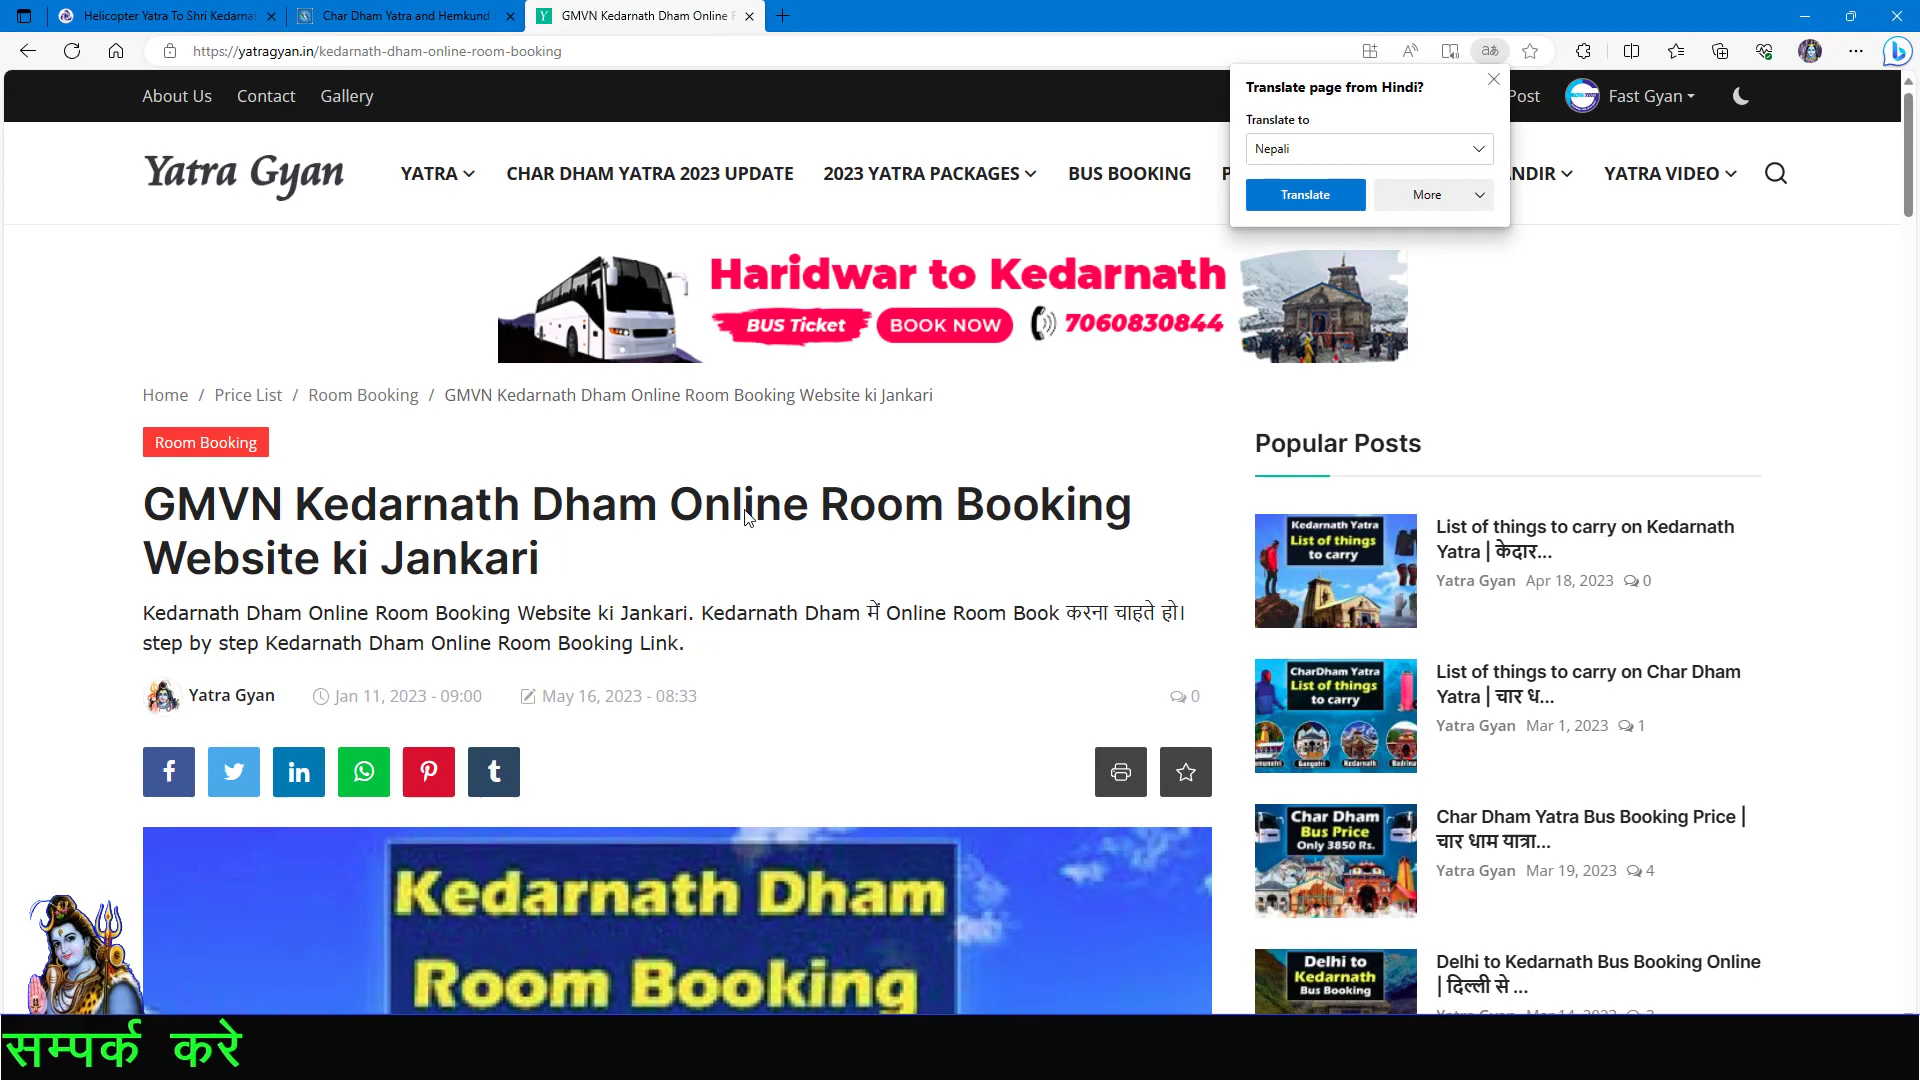 Helicopter Yatra To Shri Kedarna
Char Dham Yatra and Hemkund
GMVN Kedarnath Dham Online
https://yatragyan.in/kedarnath-dham-online-room-booking
Translate page from Hindi?
Translate to
Nepali
Translate More
About Us Contact Gallery Post Fast Gyan
Yatra Gyan
YATRA CHAR DHAM YATRA 2023 UPDATE 2023 YATRA PACKAGES BUS BOOKING P NDIR YATRA VIDEO
Haridwar to Kedarnath
BUS Ticket BOOK NOW 7060830844
Home / Price List / Room Booking / GMVN Kedarnath Dham Online Room Booking Website ki Jankari
Room Booking
GMVN Kedarnath Dham Online Room Booking
Website ki Jankari
Kedarnath Dham Online Room Booking Website ki Jankari. Kedarnath Dham में Online Room Book करना चाहते हो।
step by step Kedarnath Dham Online Room Booking Link.
Yatra Gyan Jan 11, 2023 - 09:00 May 16, 2023 - 08:33 0
Kedarnath Dham
Room Booking
Popular Posts
Kedarnath Yatra
List of things
to carry
List of things to carry on Kedarnath
Yatra | केदार...
Yatra Gyan Apr 18, 2023 0
CharDham Yatra
List of things
to carry
Gangotri Kedarnath
List of things to carry on Char Dham
Yatra | चार ध...
Yatra Gyan Mar 1, 2023 1
Char Dham
Bus Price
Only 3850 Rs.
Char Dham Yatra Bus Booking Price |
चार धाम यात्रा...
Yatra Gyan Mar 19, 2023 4
Delhi to
Kedarnath
Bus Booking
Delhi to Kedarnath Bus Booking Online
| दिल्ली से ...
सम्पर्क करे